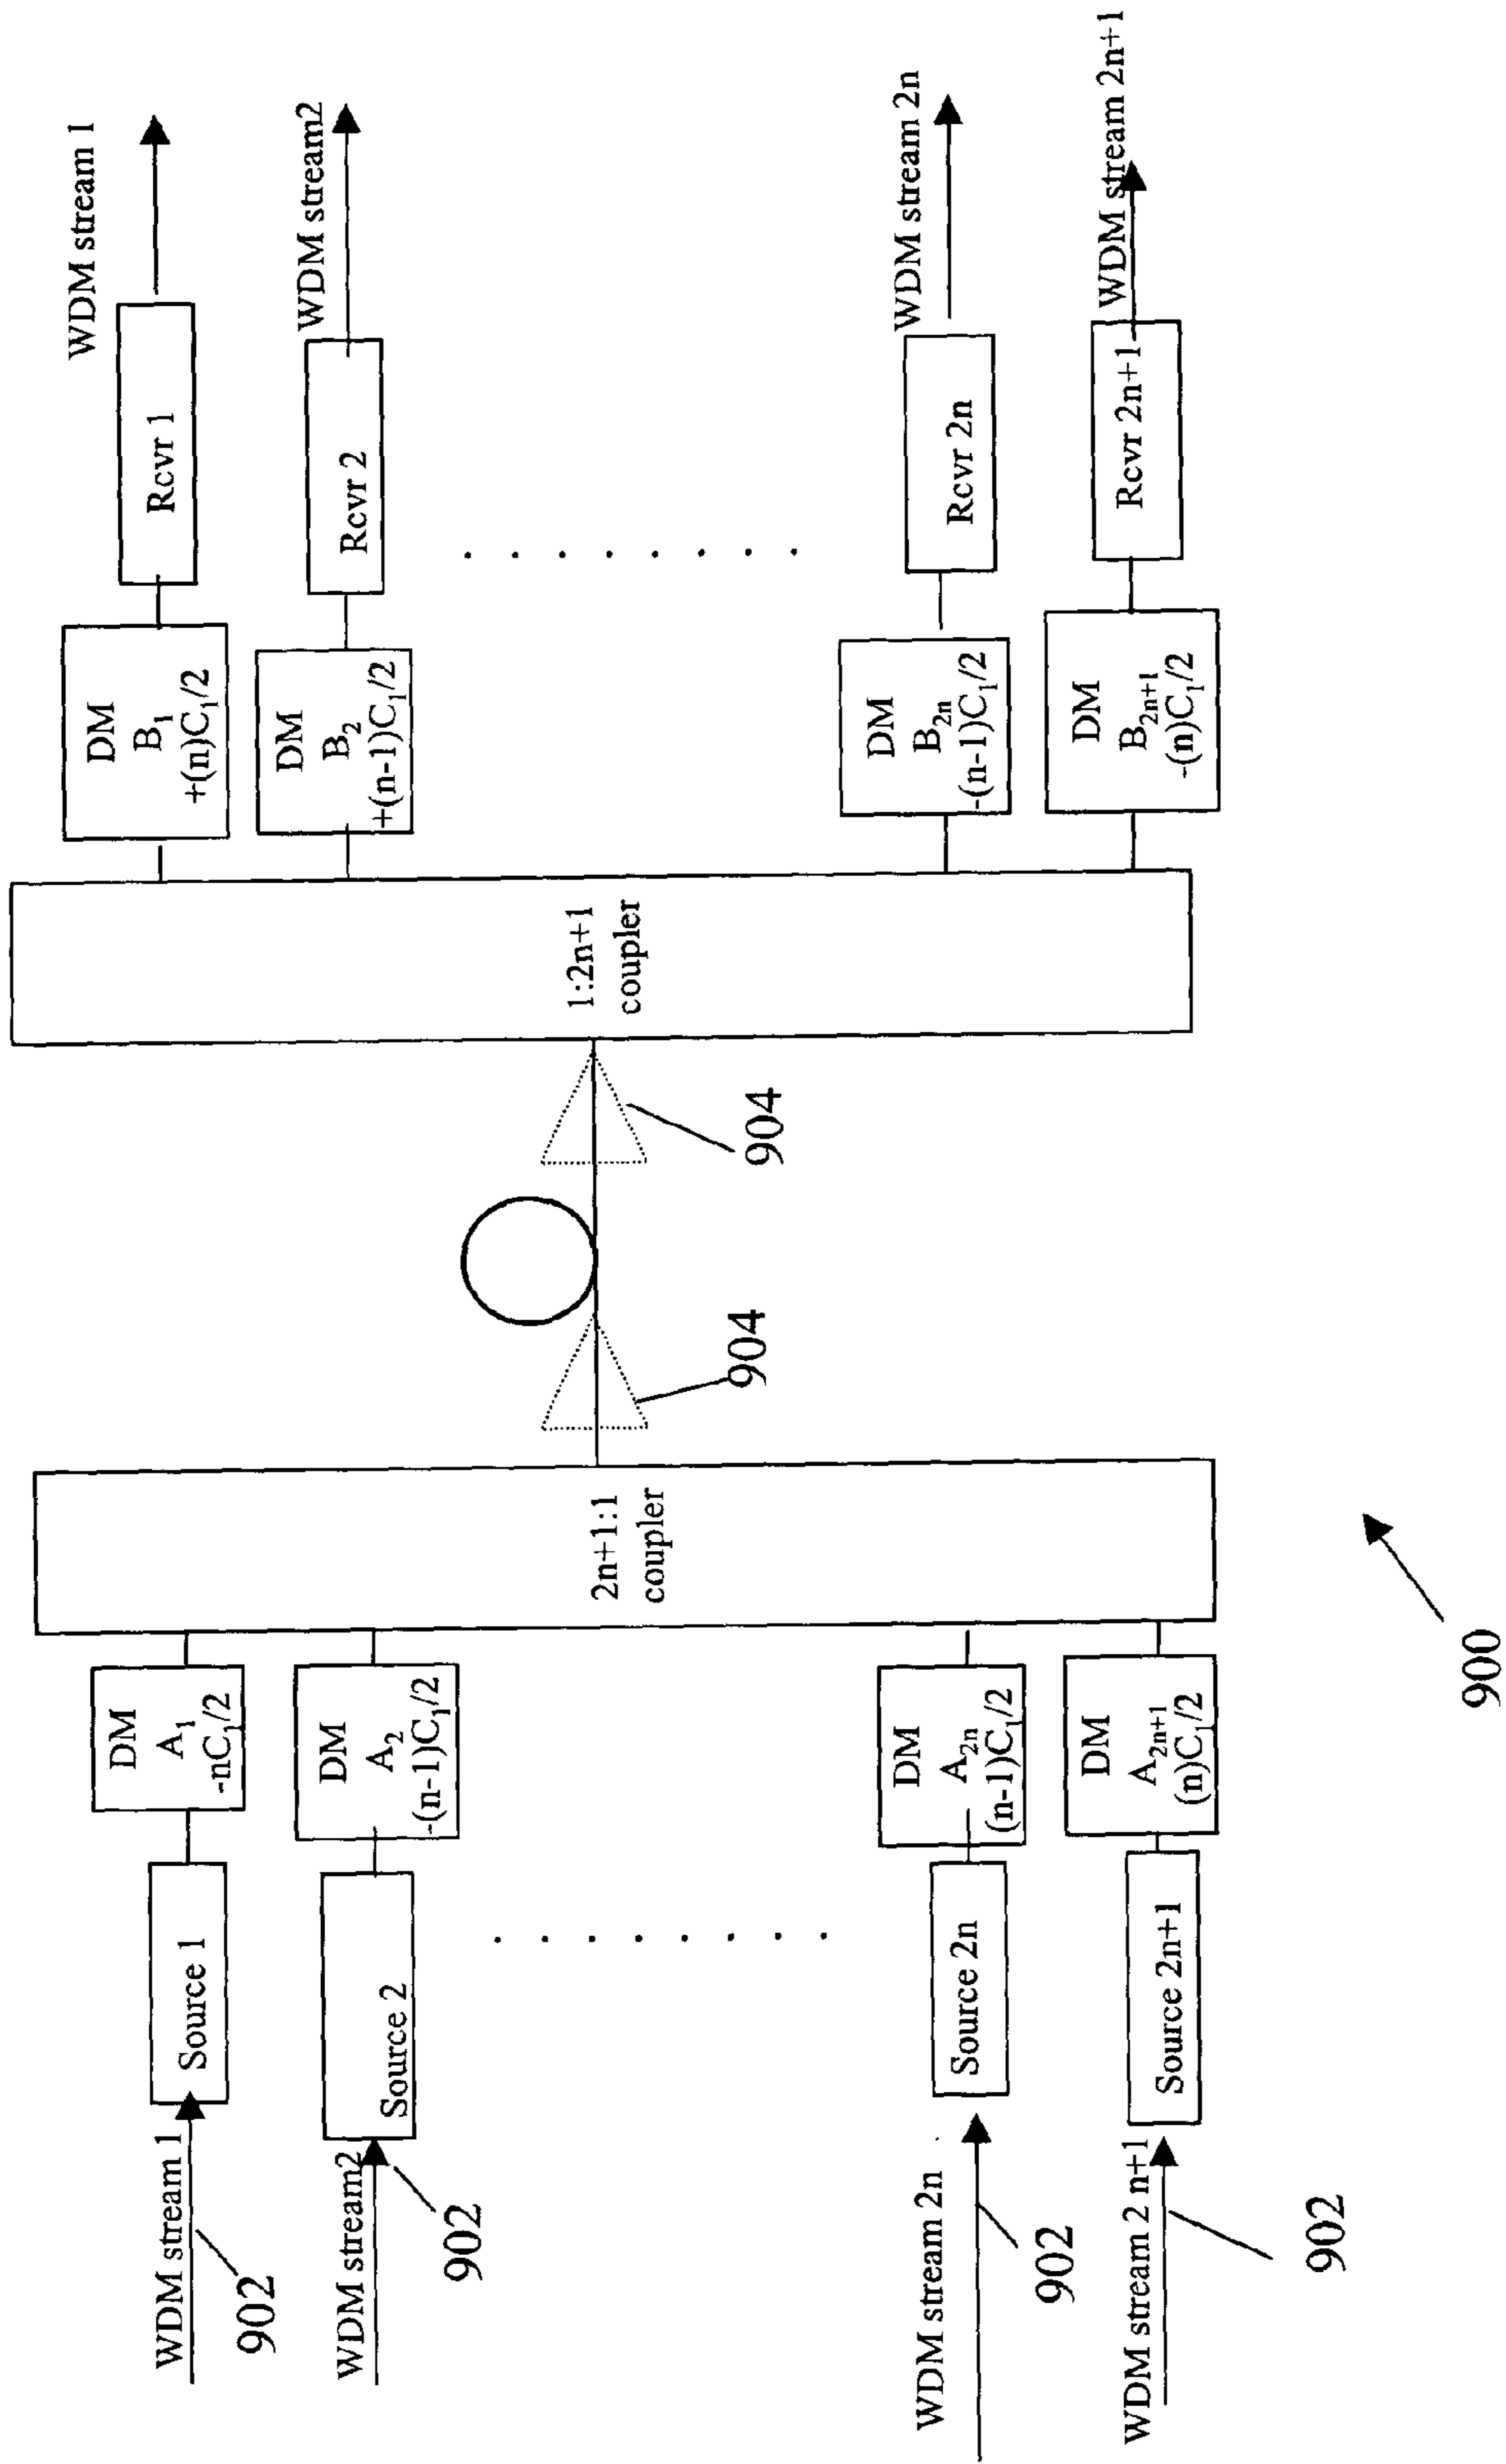 WDM stream 1
902
Source 1
DM
A₁
-nC₁/2
WDM stream2
902
Source 2
DM
A₂
-(n-1)C₁/2
. . . . . . . .
WDM stream 2n
902
Source 2n
DM
A₂ₙ
(n-1)C₁/2
WDM stream 2 n+1
902
Source 2n+1
DM
A₂ₙ₊₁
(n)C₁/2
2n+1:1
coupler
904
904
1:2n+1
coupler
DM
B₁
+(n)C₁/2
Rcvr 1
WDM stream 1
DM
B₂
+(n-1)C₁/2
Rcvr 2
WDM stream2
. . . . . . . .
DM
B₂ₙ
-(n-1)C₁/2
Rcvr 2n
WDM stream 2n
DM
B₂ₙ₊₁
-(n)C₁/2
Rcvr 2n+1
WDM stream 2n+1
900